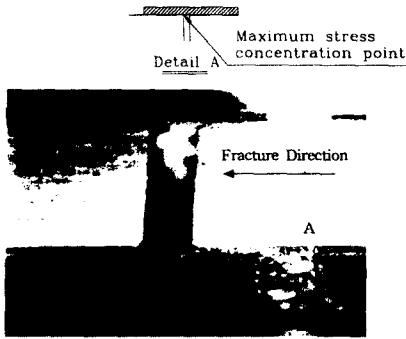 Maximum stress
concentration point
Detail A
Fracture Direction
A